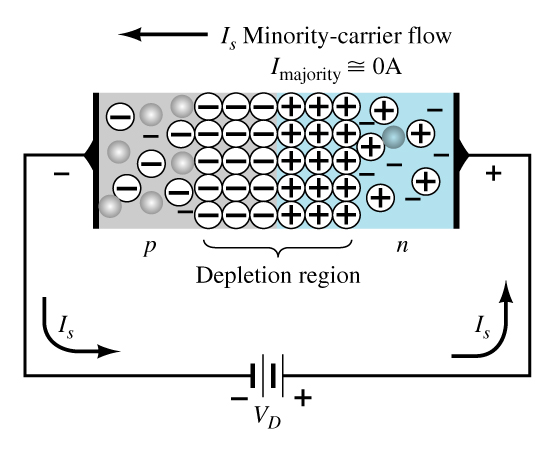 Is Minority-carrier flow
Imajority ≅ 0A
− +
p n
Depletion region
Is Is
− +
VD